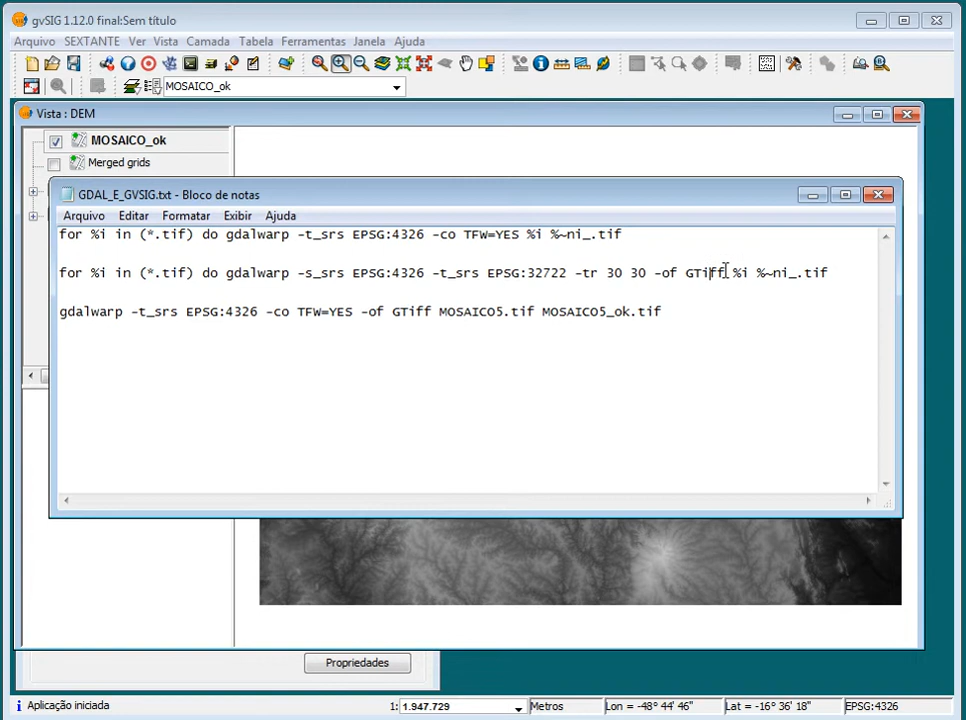 gvSIG 1.12.0 final:Sem título
Arquivo SEXTANTE Ver Vista Camada Tabela Ferramentas Janela Ajuda
MOSAICO_ok
Vista : DEM
MOSAICO_ok
Merged grids
GDAL_E_GVSIG.txt - Bloco de notas
Arquivo Editar Formatar Exibir Ajuda
for %i in (*.tif) do gdalwarp -t_srs EPSG:4326 -co TFW=YES %i %~ni_.tif
for %i in (*.tif) do gdalwarp -s_srs EPSG:4326 -t_srs EPSG:32722 -tr 30 30 -of GTiff %i %~ni_.tif
gdalwarp -t_srs EPSG:4326 -co TFW=YES -of GTiff MOSAICO5.tif MOSAICO5_ok.tif
Propriedades
Aplicação iniciada 1: 1.947.729 Metros Lon = -48° 44' 46" Lat = -16° 36' 18" EPSG:4326